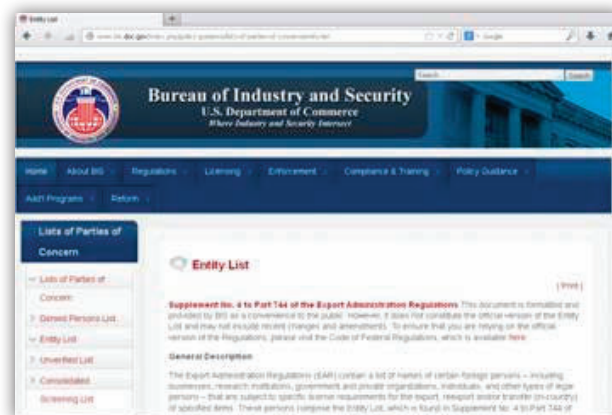 Entity List
Search
Bureau of Industry and Security
U.S. Department of Commerce
Where Industry and Security Intersect
Home About BIS Regulations Licensing Enforcement Compliance & Training Policy Guidance
Add'l Programs Reform
Lists of Parties of
Concern
Lists of Parties of
Concern
Denied Persons List
Entity List
Unverified List
Consolidated
Screening List
Entity List
[ Print ]
Supplement No. 4 to Part 744 of the Export Administration Regulations This document is formatted and
provided by BIS as a convenience to the public. However, it does not constitute the official version of the Entity
List and may not include recent changes and amendments. To ensure that you are relying on the official
version of the Regulations, please visit the Code of Federal Regulations, which is available here
General Description
The Export Administration Regulations (EAR) contain a list of names of certain foreign persons – including
businesses, research institutions, government and private organizations, individuals, and other types of legal
persons – that are subject to specific license requirements for the export, reexport and/or transfer (in-country)
of specified items. These persons comprise the Entity List, which is found in Supplement No. 4 to Part 744 of